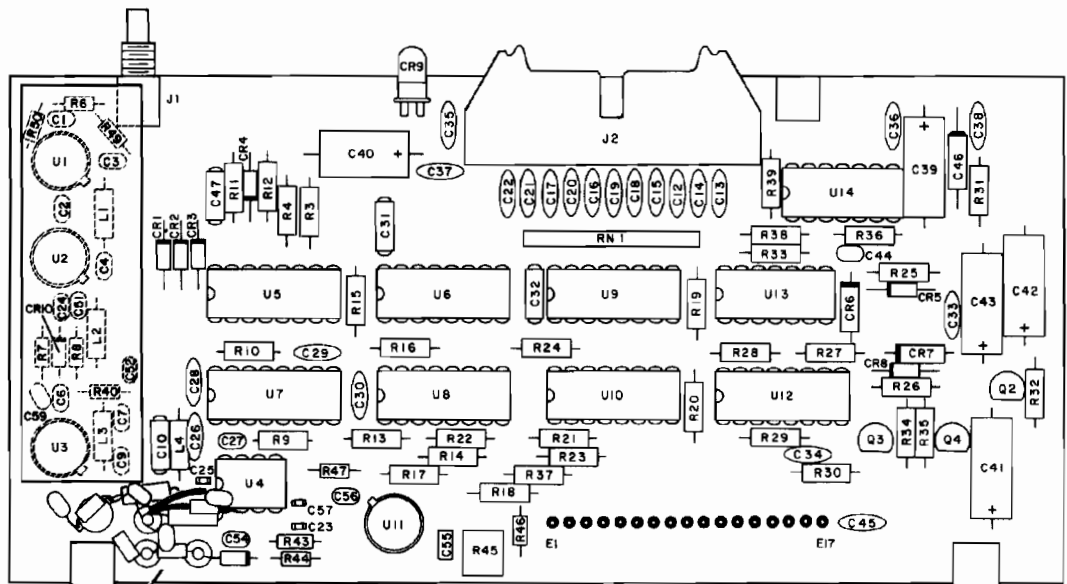 CR9
J1
R6
R50
C1
R49
U1
C3
C2
L1
U2
C4
CR10
C24
C51
L2
R7
R8
C52
C59
C6
R40
C7
L3
U3
C9
C35
J2
C36
C38
C40 +
C37
CR4
C47
R11
R12
R4
R3
C31
C22
C21
C17
C20
C16
C19
C18
C15
C12
C14
C13
R39
U14
+
C39
C46
R31
CR1
CR2
CR3
RN1
R38
R33
R36
C44
R25
CR5
U5
R15
U6
C32
U9
R19
U13
CR6
C33
C43
+
C42
+
R10
C29
R16
R24
R28
R27
CR7
CR8
R26
C28
U7
C30
U8
U10
R20
U12
Q2
R32
C10
L4
C26
C27
R9
R13
R22
R14
R17
R21
R23
R37
R18
R29
C34
R30
Q3
R34
R35
Q4
C41
+
C25
U4
R47
C56
C57
C23
U11
C54
R43
R44
C55
R45
R46
E1
E17
C45